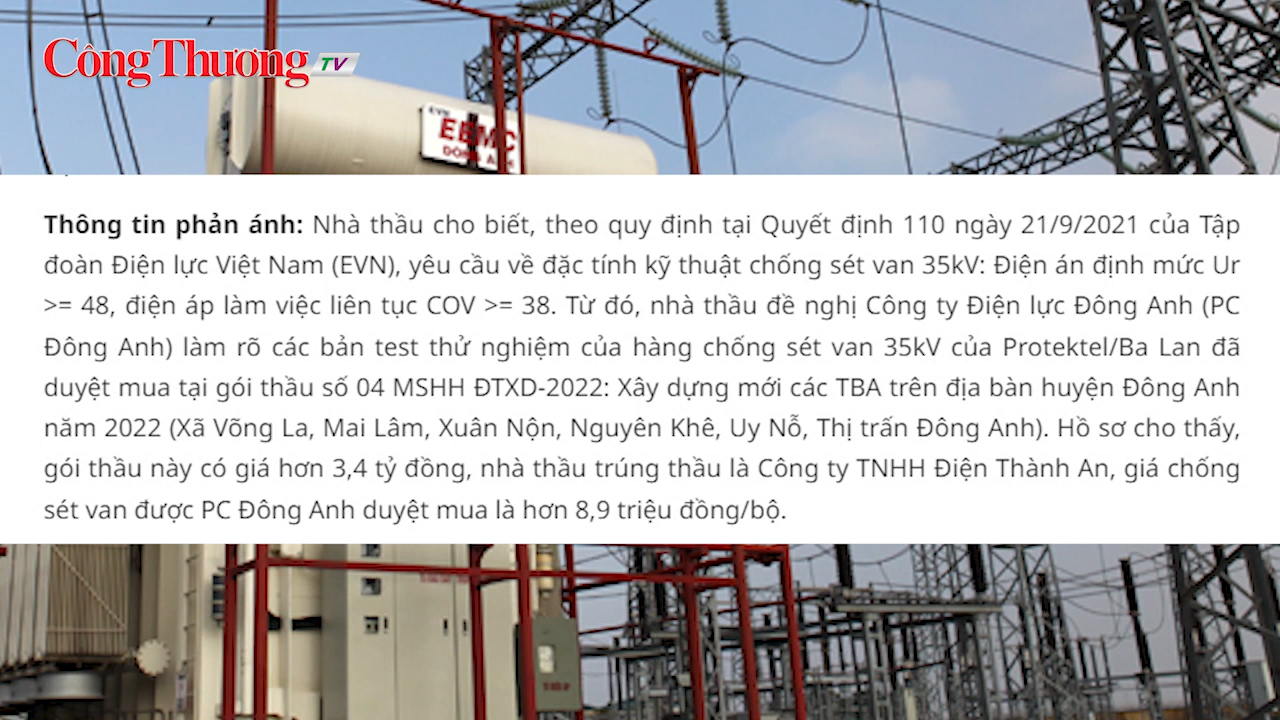 CôngThương TV
EVN
EEMC
ĐÔNG ANH
Thông tin phản ánh: Nhà thầu cho biết, theo quy định tại Quyết định 110 ngày 21/9/2021 của Tập
đoàn Điện lực Việt Nam (EVN), yêu cầu về đặc tính kỹ thuật chống sét van 35kV: Điện án định mức Ur
>= 48, điện áp làm việc liên tục COV >= 38. Từ đó, nhà thầu đề nghị Công ty Điện lực Đông Anh (PC
Đông Anh) làm rõ các bản test thử nghiệm của hàng chống sét van 35kV của Protektel/Ba Lan đã
duyệt mua tại gói thầu số 04 MSHH ĐTXD-2022: Xây dựng mới các TBA trên địa bàn huyện Đông Anh
năm 2022 (Xã Võng La, Mai Lâm, Xuân Nộn, Nguyên Khê, Uy Nỗ, Thị trấn Đông Anh). Hồ sơ cho thấy,
gói thầu này có giá hơn 3,4 tỷ đồng, nhà thầu trúng thầu là Công ty TNHH Điện Thành An, giá chống
sét van được PC Đông Anh duyệt mua là hơn 8,9 triệu đồng/bộ.